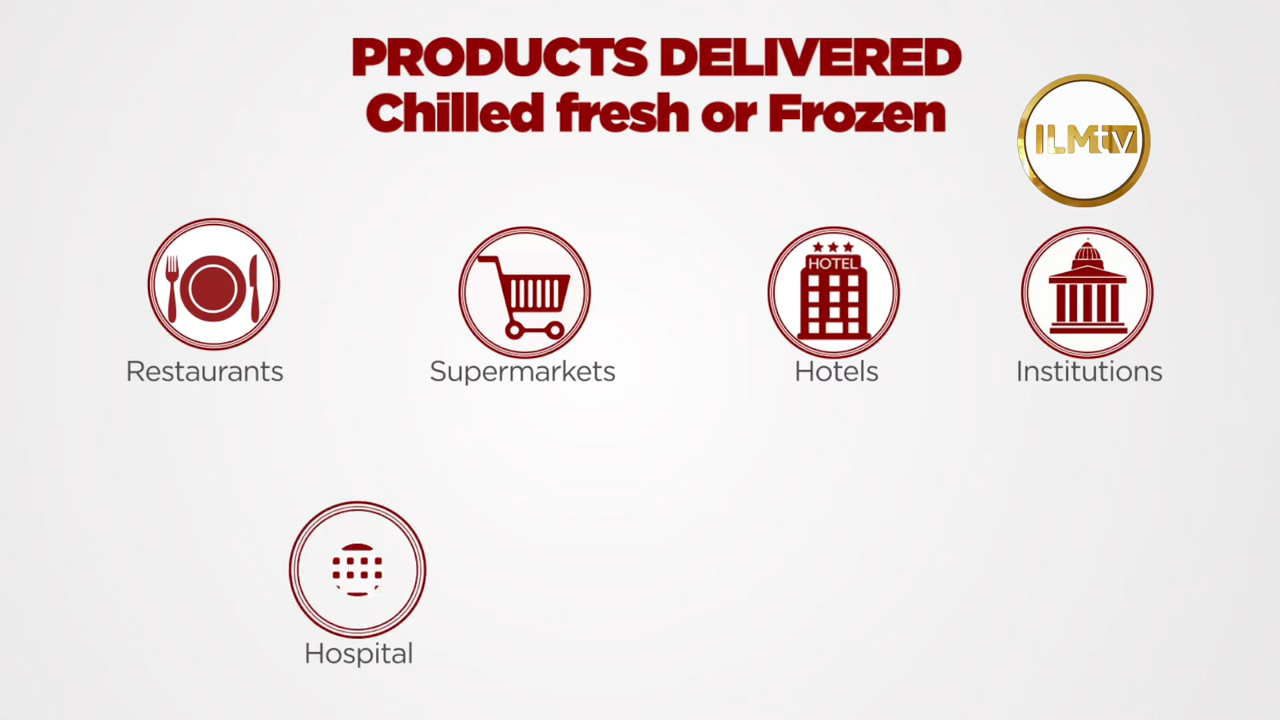 PRODUCTS DELIVERED
Chilled fresh or Frozen
ILMtv
HOTEL
Restaurants
Supermarkets
Hotels
Institutions
Hospital